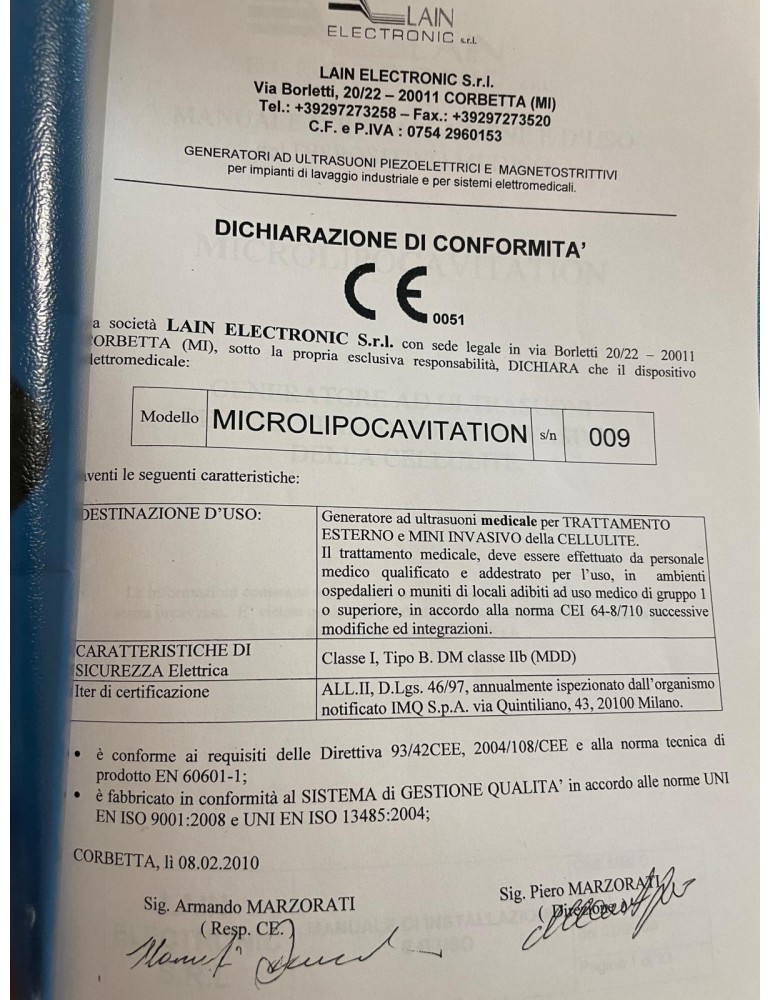 LAIN
ELECTRONIC s.r.l.
LAIN ELECTRONIC S.r.l.
Via Borletti, 20/22 – 20011 CORBETTA (MI)
Tel.: +39297273258 – Fax.: +39297273520
C.F. e P.IVA : 0754 2960153
GENERATORI AD ULTRASUONI PIEZOELETTRICI E MAGNETOSTRITTIVI
per impianti di lavaggio industriale e per sistemi elettromedicali.
DICHIARAZIONE DI CONFORMITA'
CE 0051
a società LAIN ELECTRONIC S.r.l. con sede legale in via Borletti 20/22 – 20011
ORBETTA (MI), sotto la propria esclusiva responsabilità, DICHIARA che il dispositivo
lettromedicale:
Modello MICROLIPOCAVITATION s/n 009
venti le seguenti caratteristiche:
DESTINAZIONE D'USO:
Generatore ad ultrasuoni medicale per TRATTAMENTO
ESTERNO e MINI INVASIVO della CELLULITE.
Il trattamento medicale, deve essere effettuato da personale
medico qualificato e addestrato per l'uso, in ambienti
ospedalieri o muniti di locali adibiti ad uso medico di gruppo 1
o superiore, in accordo alla norma CEI 64-8/710 successive
modifiche ed integrazioni.
CARATTERISTICHE DI
SICUREZZA Elettrica
Classe I, Tipo B. DM classe IIb (MDD)
Iter di certificazione
ALL.II, D.Lgs. 46/97, annualmente ispezionato dall'organismo
notificato IMQ S.p.A. via Quintiliano, 43, 20100 Milano.
• è conforme ai requisiti delle Direttiva 93/42CEE, 2004/108/CEE e alla norma tecnica di
prodotto EN 60601-1;
• è fabbricato in conformità al SISTEMA di GESTIONE QUALITA' in accordo alle norme UNI
EN ISO 9001:2008 e UNI EN ISO 13485:2004;
CORBETTA, lì 08.02.2010
Sig. Armando MARZORATI
( Resp. CE.)
Sig. Piero MARZORATI
( Direzione )